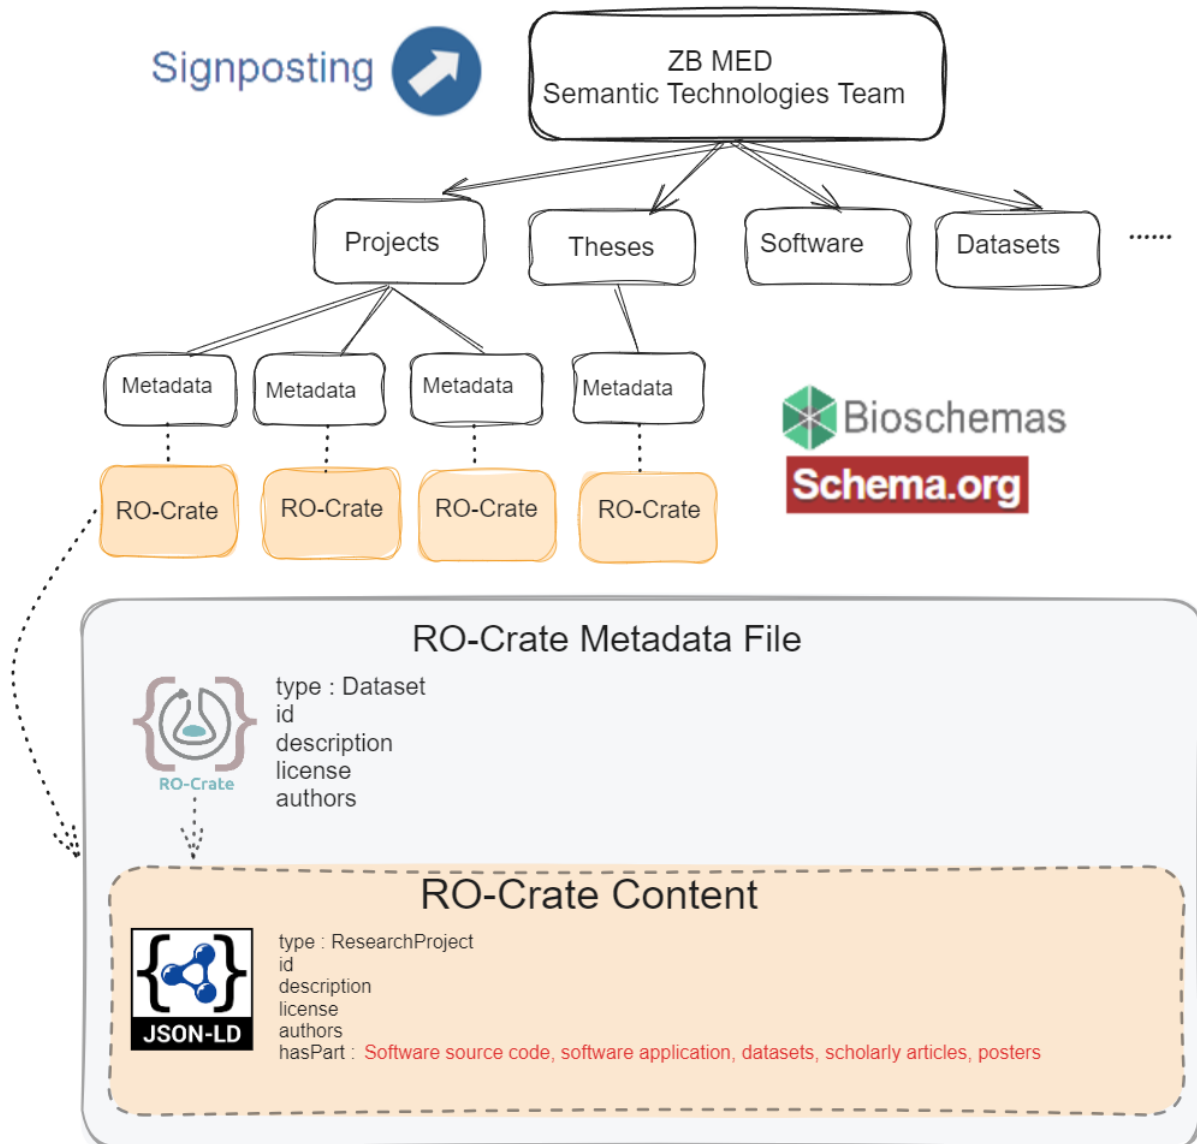 Signposting
ZB MED
Semantic Technologies Team
Projects
Theses
Software
Datasets
......
Metadata
Metadata
Metadata
Metadata
RO-Crate
RO-Crate
RO-Crate
RO-Crate
Bioschemas
Schema.org
RO-Crate Metadata File
RO-Crate
type : Dataset
id
description
license
authors
RO-Crate Content
JSON-LD
type : ResearchProject
id
description
license
authors
hasPart : Software source code, software application, datasets, scholarly articles, posters